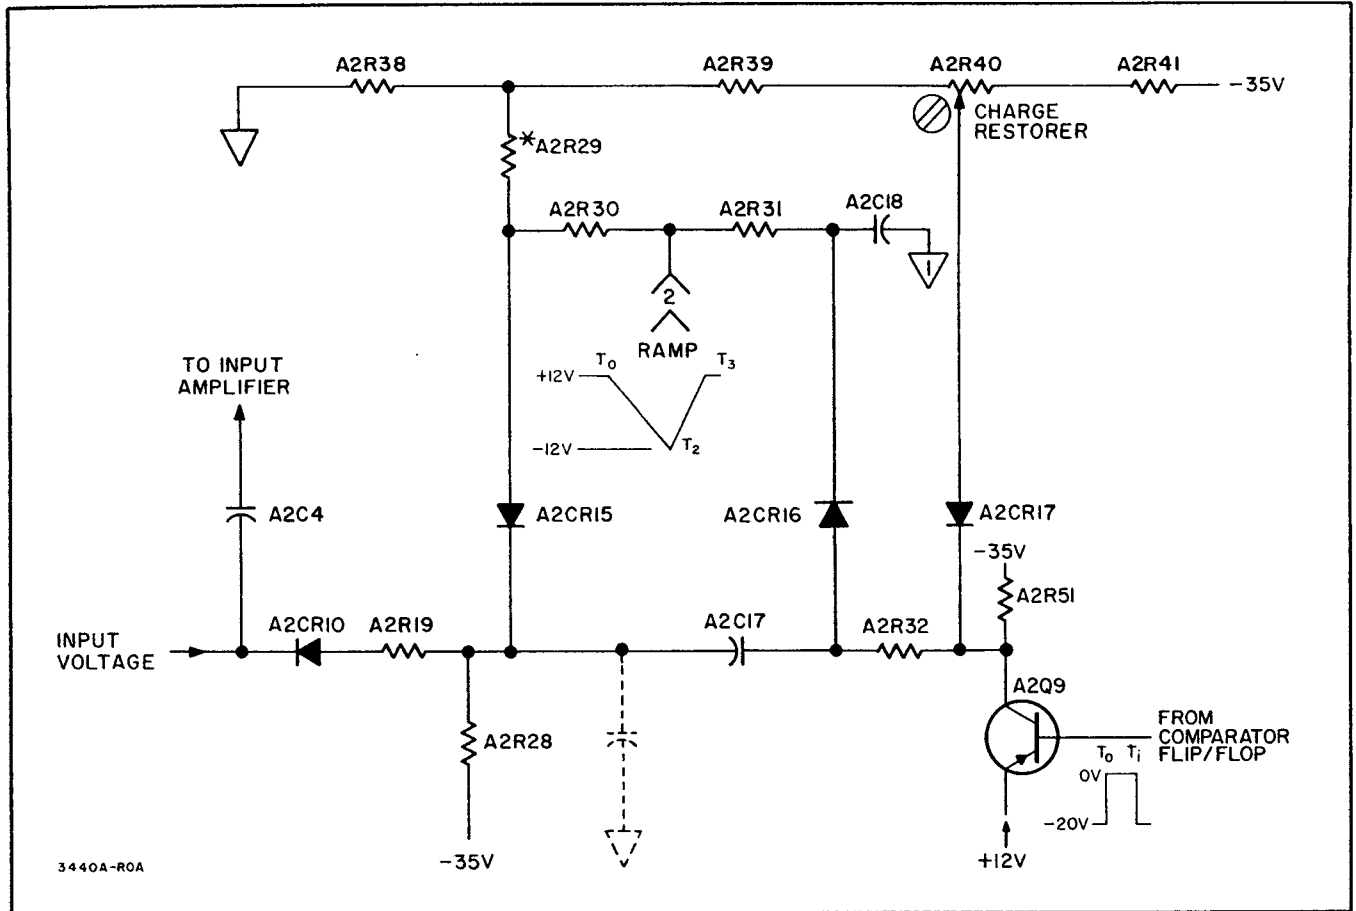 A2R38
A2R39
A2R40
A2R41
-35V
CHARGE
RESTORER
*A2R29
A2R30
A2R31
A2C18
1
2
RAMP
T0
T3
+12V
-12V
T2
TO INPUT
AMPLIFIER
A2C4
A2CR15
A2CR16
A2CR17
-35V
A2R51
INPUT
VOLTAGE
A2CR10
A2R19
A2C17
A2R32
A2Q9
A2R28
-35V
FROM
COMPARATOR
FLIP/FLOP
T0 Ti
0V
-20V
+12V
3440A-ROA